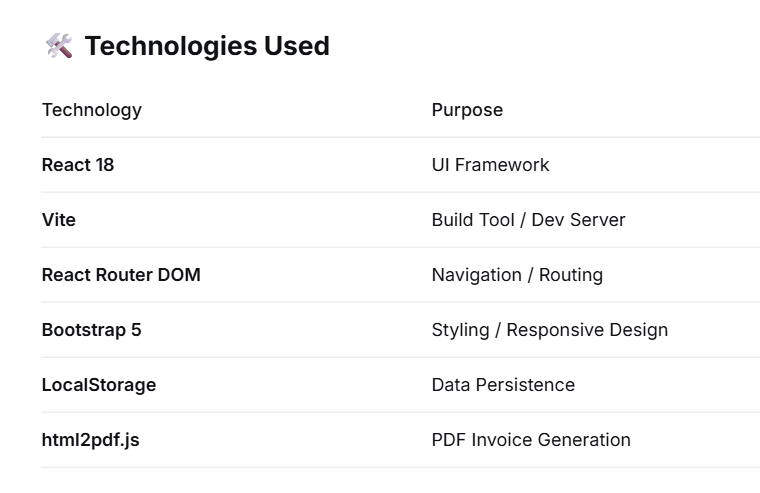 🛠️ Technologies Used
Technology Purpose
React 18 UI Framework
Vite Build Tool / Dev Server
React Router DOM Navigation / Routing
Bootstrap 5 Styling / Responsive Design
LocalStorage Data Persistence
html2pdf.js PDF Invoice Generation